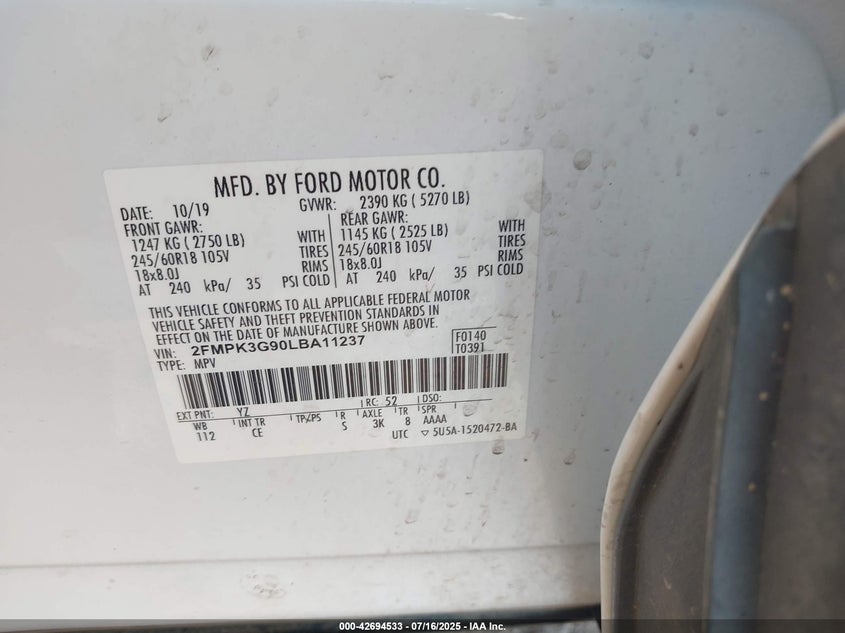 MFD. BY FORD MOTOR CO.
DATE: 10/19 GVWR: 2390 KG ( 5270 LB)
FRONT GAWR: REAR GAWR:
1247 KG ( 2750 LB) WITH 1145 KG ( 2525 LB) WITH
245/60R18 105V TIRES 245/60R18 105V TIRES
18x8.0J RIMS 18x8.0J RIMS
AT 240 kPa/ 35 PSI COLD AT 240 kPa/ 35 PSI COLD
THIS VEHICLE CONFORMS TO ALL APPLICABLE FEDERAL MOTOR
VEHICLE SAFETY AND THEFT PREVENTION STANDARDS IN
EFFECT ON THE DATE OF MANUFACTURE SHOWN ABOVE.
VIN: 2FMPK3G90LBA11237 F0140
TYPE: MPV T0391
EXT PNT: YZ RC: 52 DSO:
WB INT TR TP/PS R AXLE TR SPR
112 CE S 3K 8 AAAA
UTC ▽ 5U5A-1520472-BA
000-42694533 - 07/16/2025 - IAA Inc.